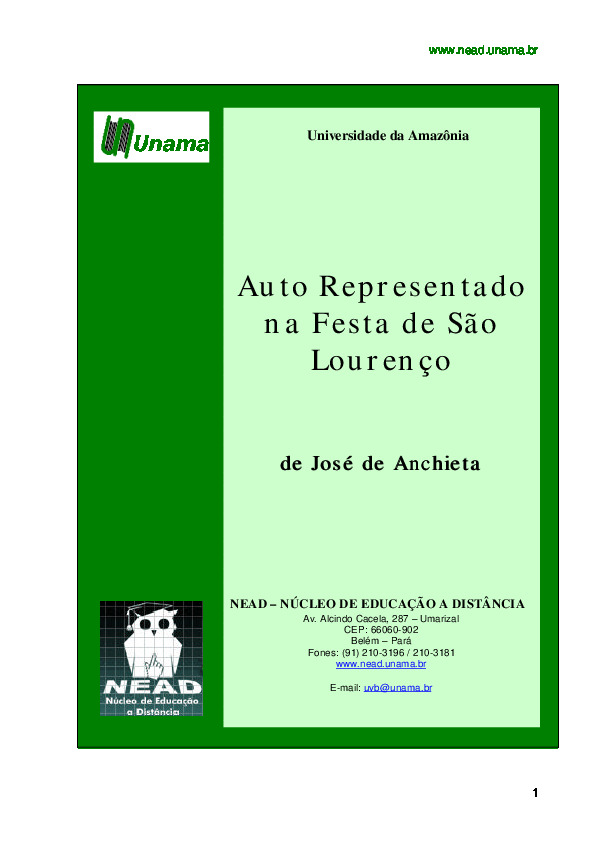 www.nead.unama.br
Unama
Universidade da Amazônia
Auto Representado
na Festa de São
Lourenço
de José de Anchieta
NEAD – NÚCLEO DE EDUCAÇÃO A DISTÂNCIA
Av. Alcindo Cacela, 287 – Umarizal
CEP: 66060-902
Belém – Pará
Fones: (91) 210-3196 / 210-3181
www.nead.unama.br
E-mail: uvb@unama.br
NEAD
Núcleo de Educação
a Distância
1